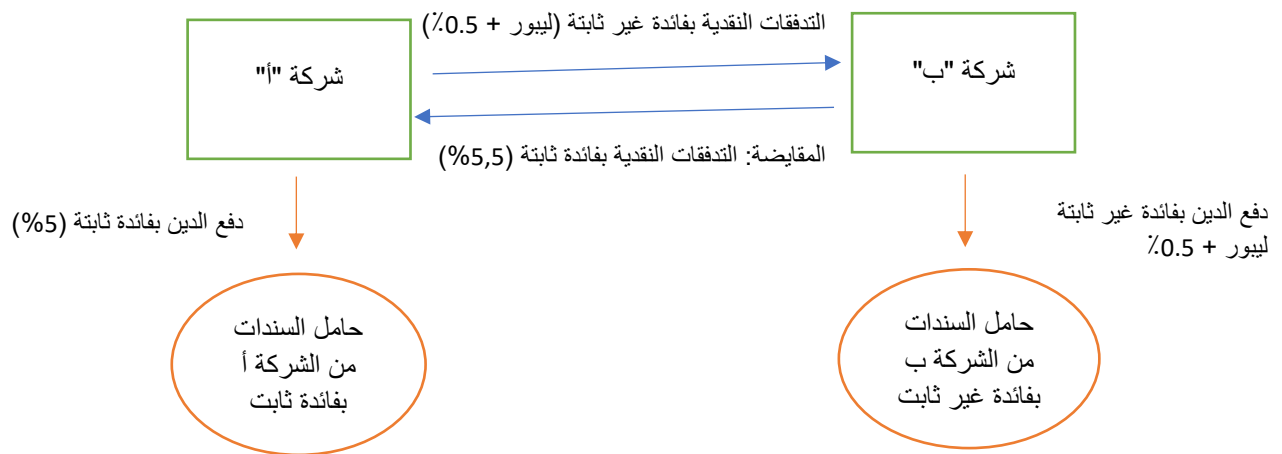 التدفقات النقدية بفائدة غير ثابتة (ليبور + 0.5٪)
شركة "ب"
شركة "أ"
المقايضة: التدفقات النقدية بفائدة ثابتة (5,5%)
دفع الدين بفائدة غير ثابتة
ليبور + 0.5٪
دفع الدين بفائدة ثابتة (5%)
حامل السندات
من الشركة ب
بفائدة غير ثابت
حامل السندات
من الشركة أ
بفائدة ثابت